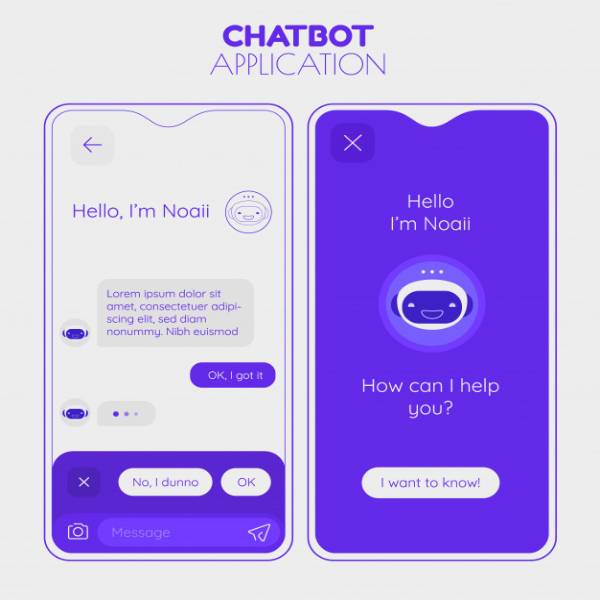 CHATBOT
APPLICATION
Hello, I'm Noaii
Lorem ipsum dolor sit
amet, consectetuer adipi-
scing elit, sed diam
nonummy. Nibh euismod
OK, I got it
No, I dunno
OK
Message
Hello
I'm Noaii
How can I help
you?
I want to know!